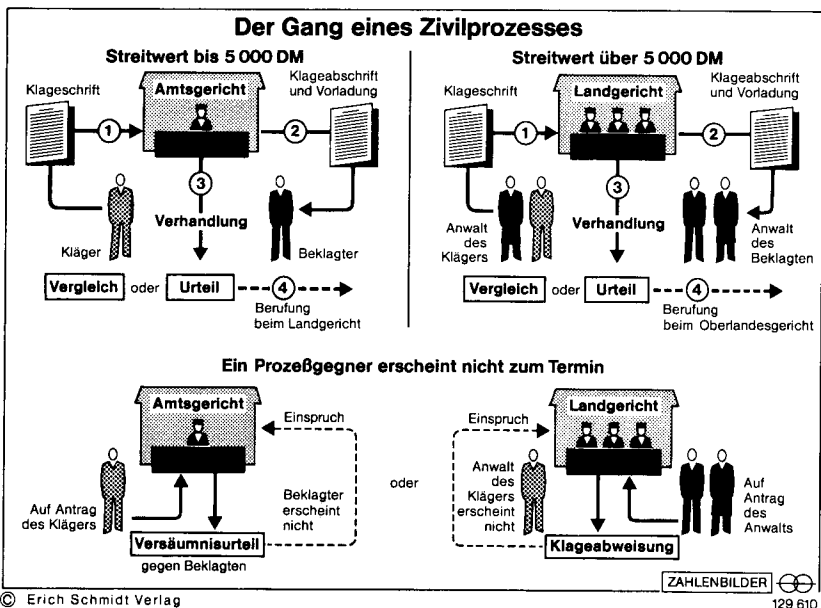 Der Gang eines Zivilprozesses
Streitwert bis 5 000 DM
Klageschrift
Amtsgericht
Klageabschrift
und Vorladung
1
2
3
Verhandlung
Kläger
Beklagter
Vergleich oder Urteil
4
Berufung
beim Landgericht
Streitwert über 5 000 DM
Klageschrift
Landgericht
Klageabschrift
und Vorladung
1
2
3
Verhandlung
Anwalt
des
Klägers
Anwalt
des
Beklagten
Vergleich oder Urteil
4
Berufung
beim Oberlandesgericht
Ein Prozeßgegner erscheint nicht zum Termin
Amtsgericht
Einspruch
Auf Antrag
des Klägers
Beklagter
erscheint
nicht
Versäumnisurteil
gegen Beklagten
oder
Landgericht
Einspruch
Anwalt
des
Klägers
erscheint
nicht
Auf
Antrag
des
Anwalts
Klageabweisung
ZAHLENBILDER
© Erich Schmidt Verlag
129 610